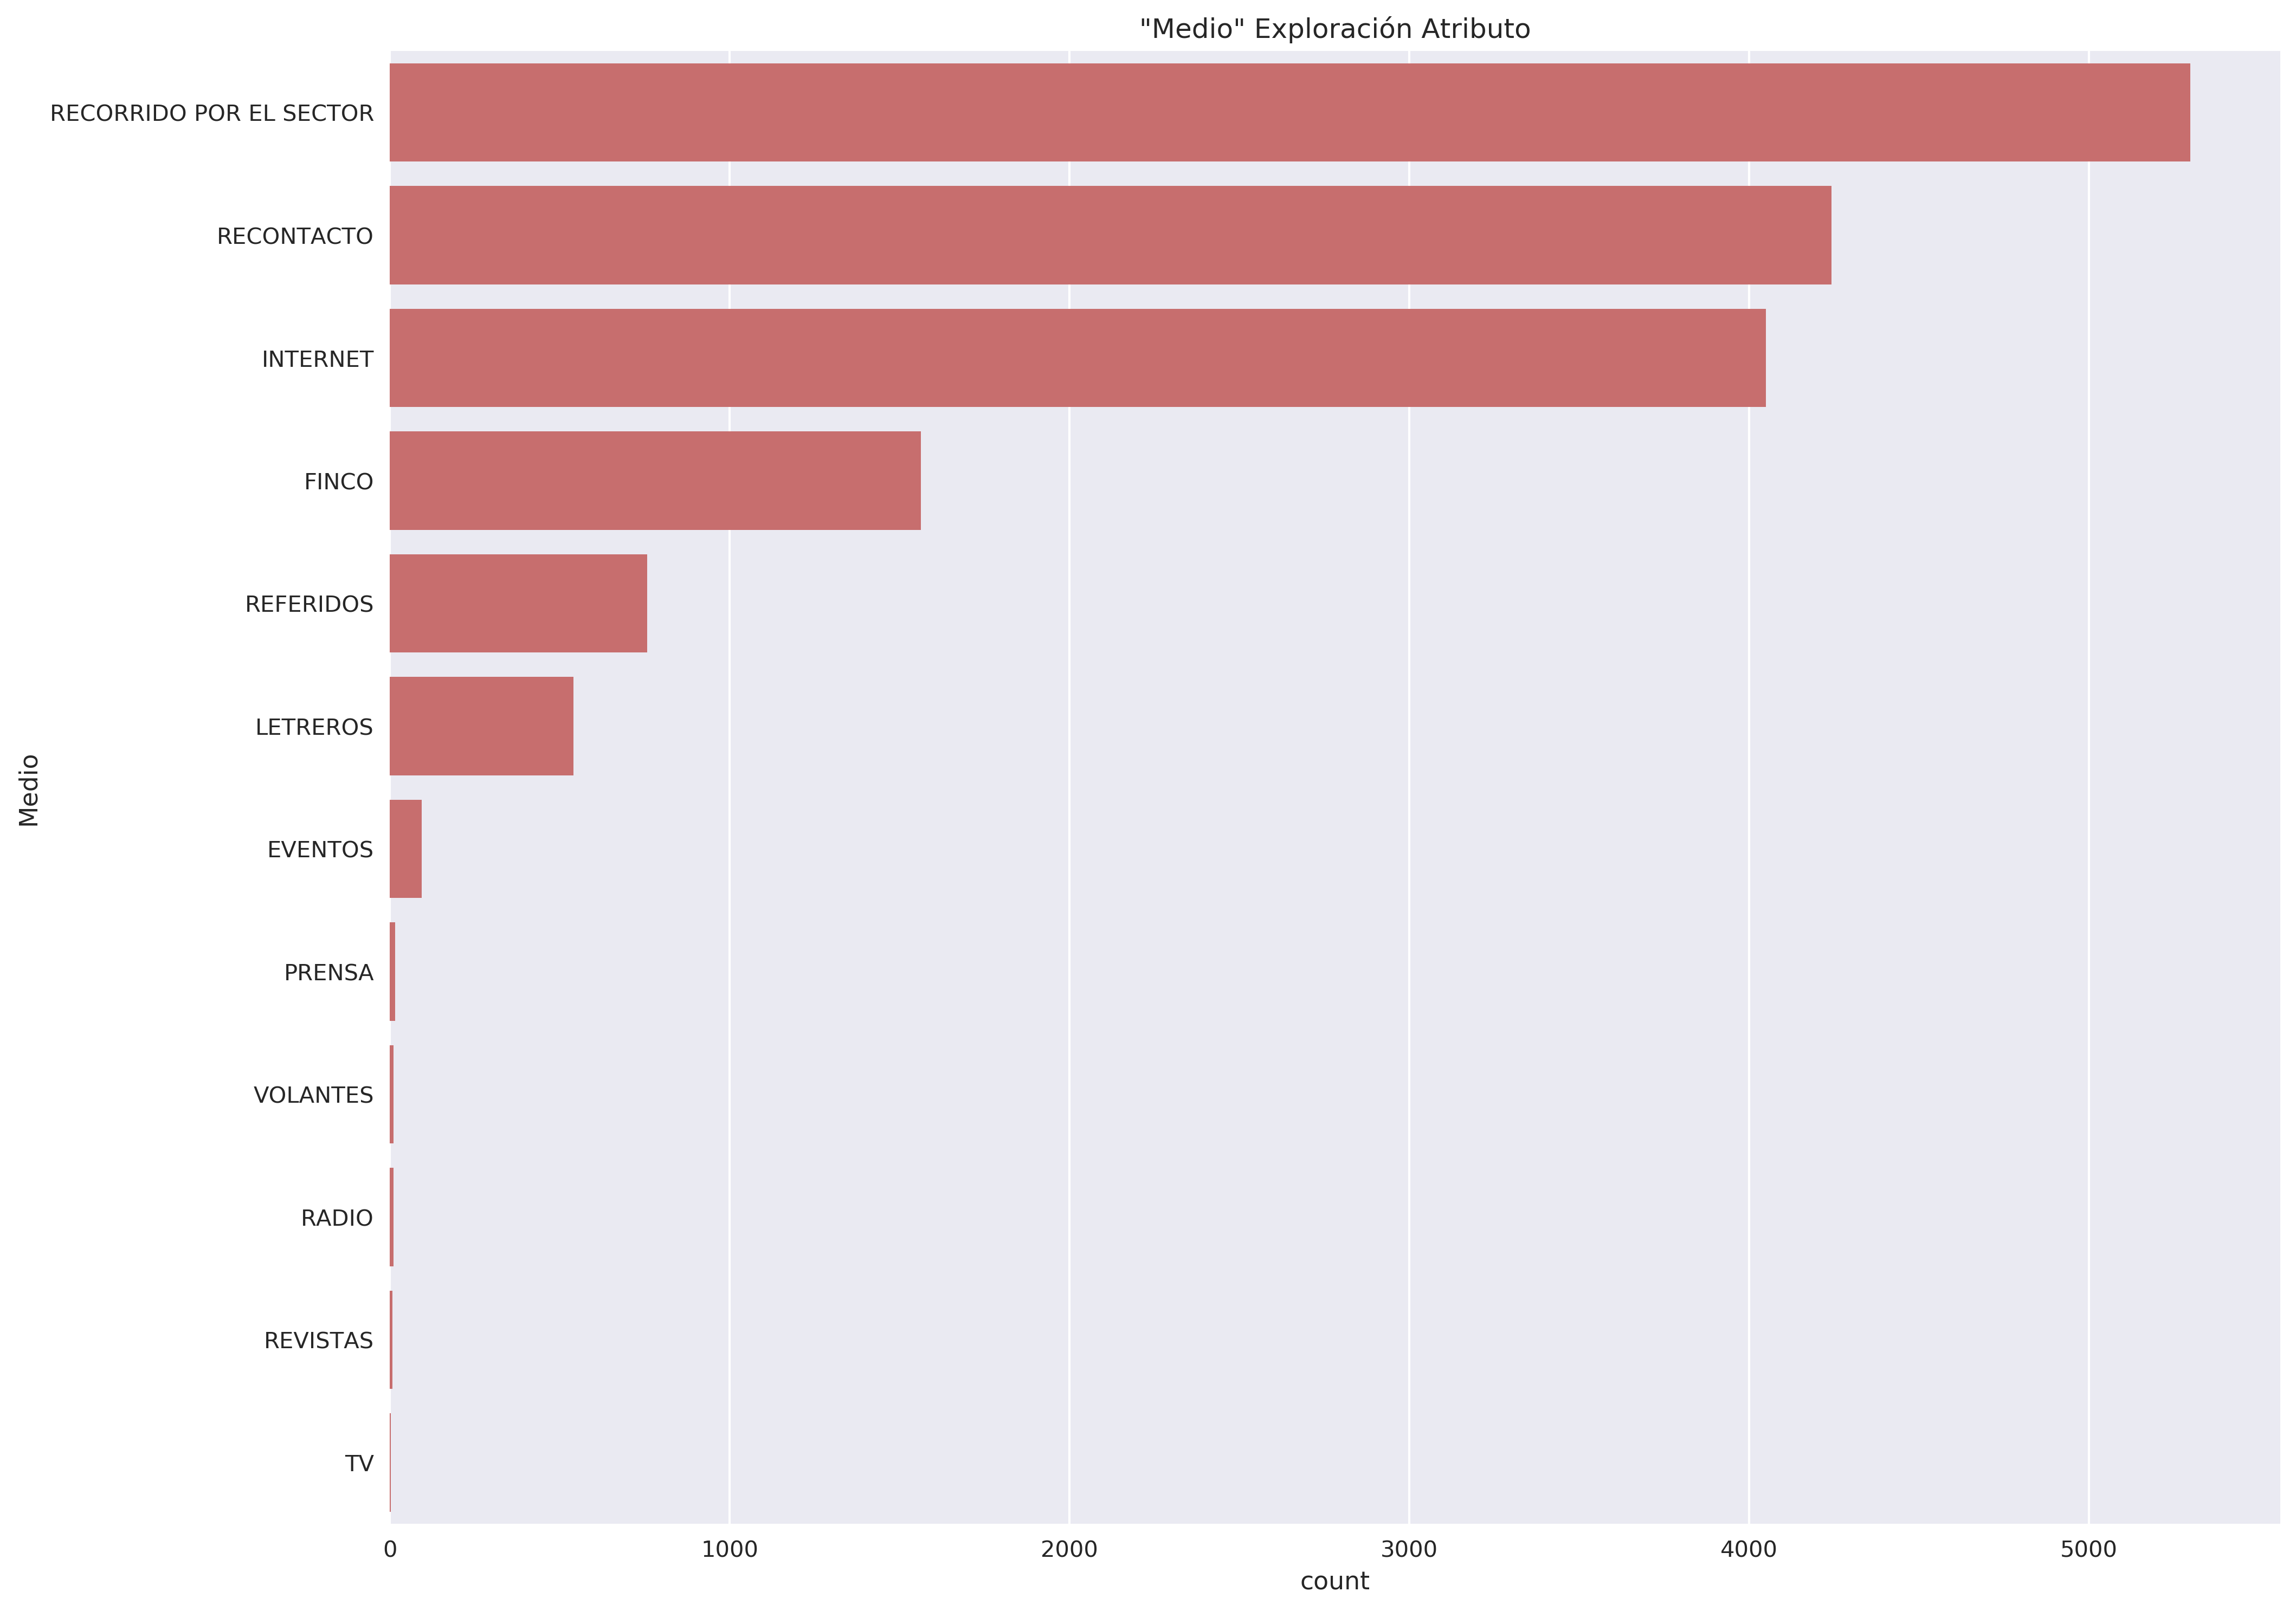 "Medio" Exploración Atributo
RECORRIDO POR EL SECTOR
RECONTACTO
INTERNET
FINCO
REFERIDOS
LETREROS
EVENTOS
PRENSA
VOLANTES
RADIO
REVISTAS
TV
Medio
0 1000 2000 3000 4000 5000
count